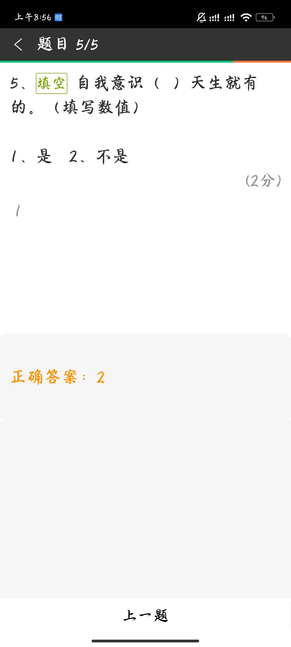 上午8:56
96
题目 5/5
5、填空 自我意识（ ）天生就有
的。（填写数值）
1、是 2、不是
(2分)
1
正确答案：2
上一题